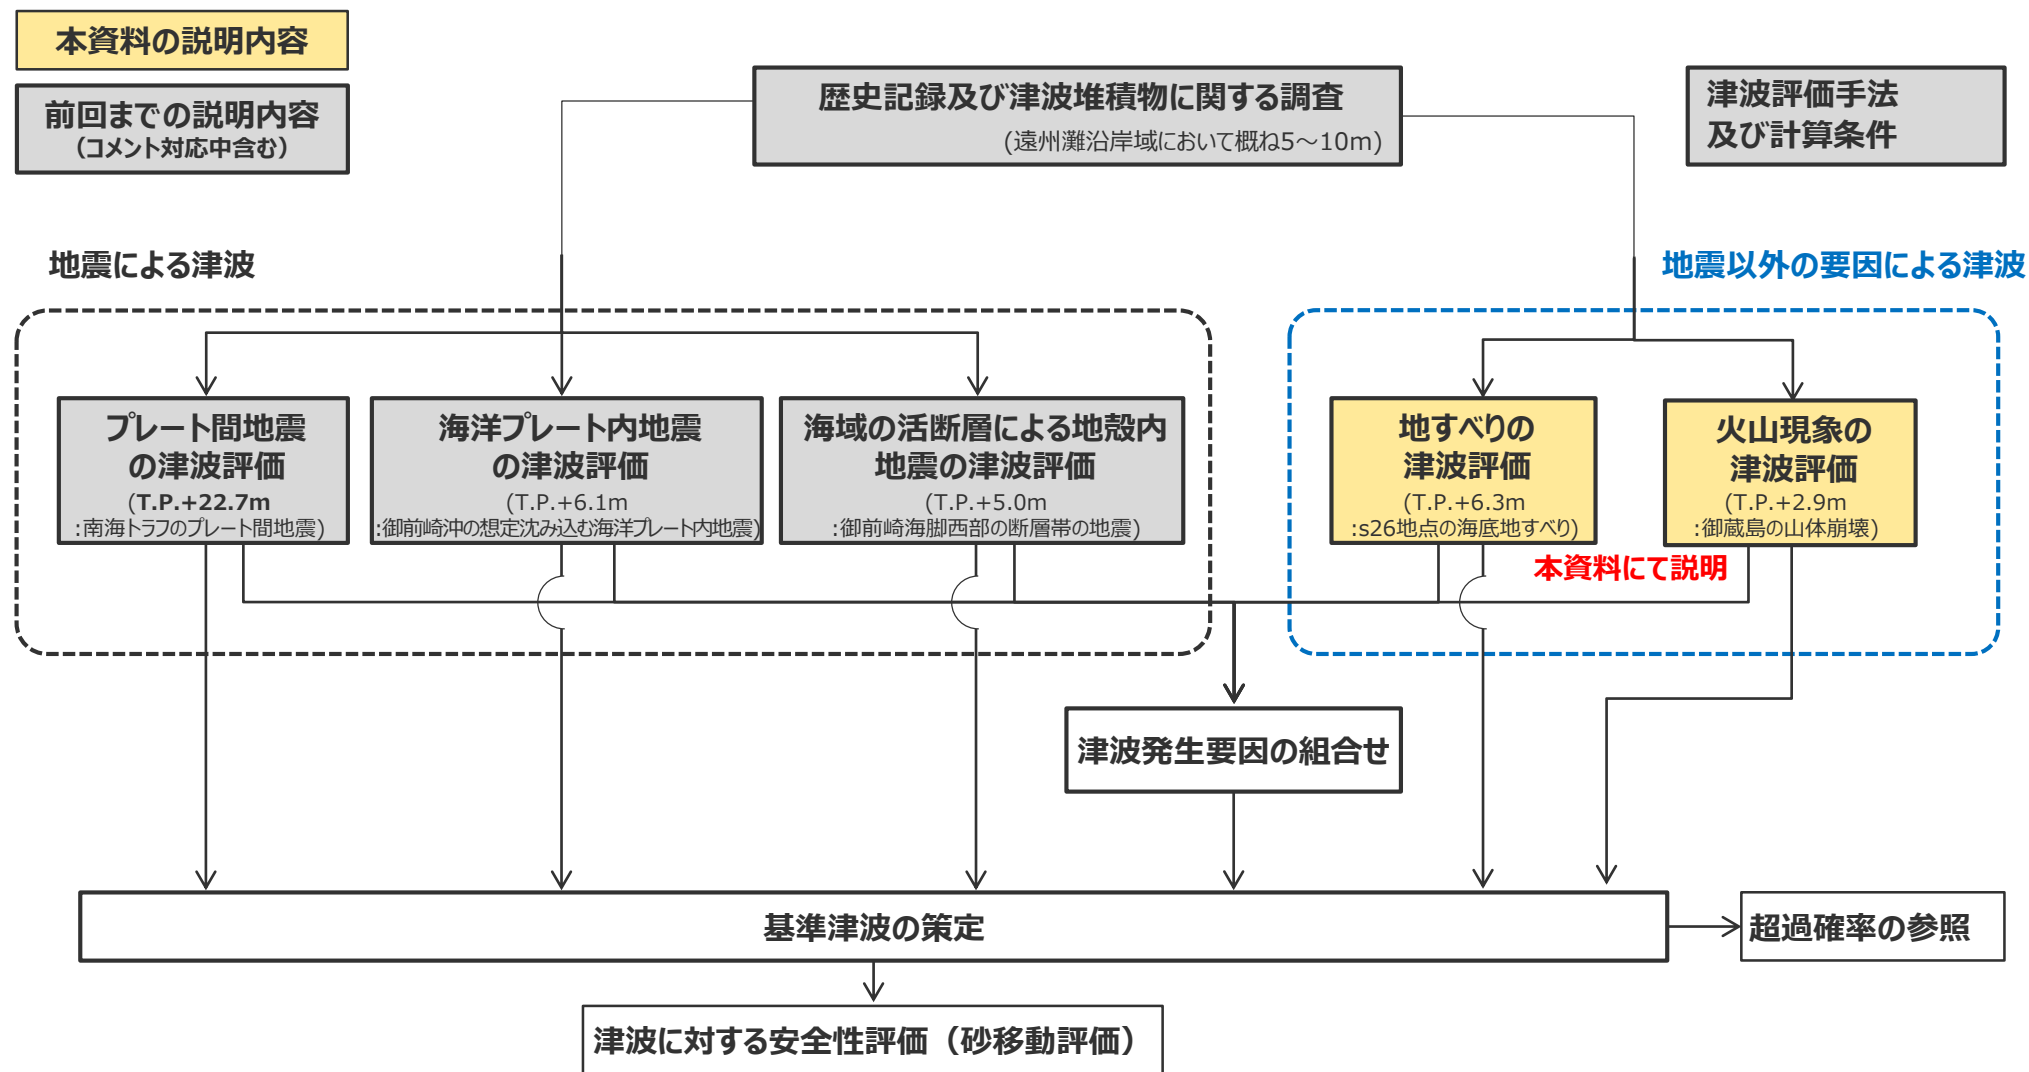 本資料の説明内容
前回までの説明内容
(コメント対応中含む)
歴史記録及び津波堆積物に関する調査
(遠州灘沿岸域において概ね5～10m)
津波評価手法
及び計算条件
地震による津波
地震以外の要因による津波
プレート間地震
の津波評価
(T.P.+22.7m
:南海トラフのプレート間地震)
海洋プレート内地震
の津波評価
(T.P.+6.1m
:御前崎沖の想定沈み込む海洋プレート内地震)
海域の活断層による地殻内
地震の津波評価
(T.P.+5.0m
:御前崎海脚西部の断層帯の地震)
地すべりの
津波評価
(T.P.+6.3m
:s26地点の海底地すべり)
火山現象の
津波評価
(T.P.+2.9m
:御蔵島の山体崩壊)
本資料にて説明
津波発生要因の組合せ
基準津波の策定
超過確率の参照
津波に対する安全性評価（砂移動評価）